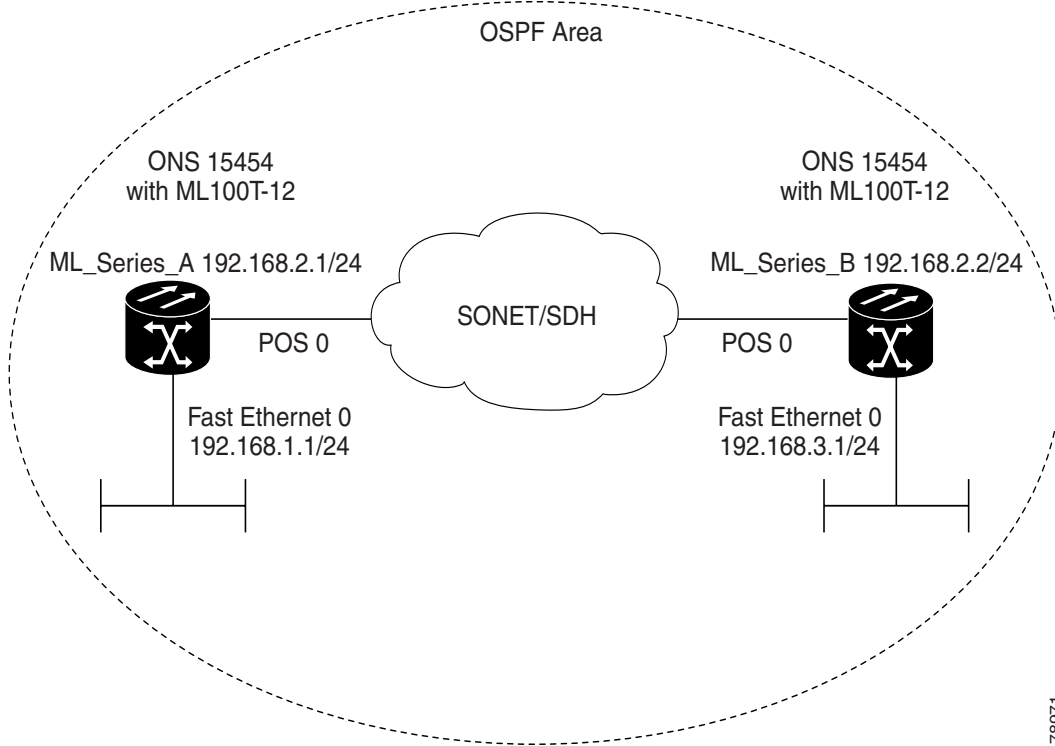 OSPF Area
ONS 15454
with ML100T-12
ONS 15454
with ML100T-12
ML_Series_A 192.168.2.1/24
ML_Series_B 192.168.2.2/24
SONET/SDH
POS 0
POS 0
Fast Ethernet 0
192.168.1.1/24
Fast Ethernet 0
192.168.3.1/24
78971